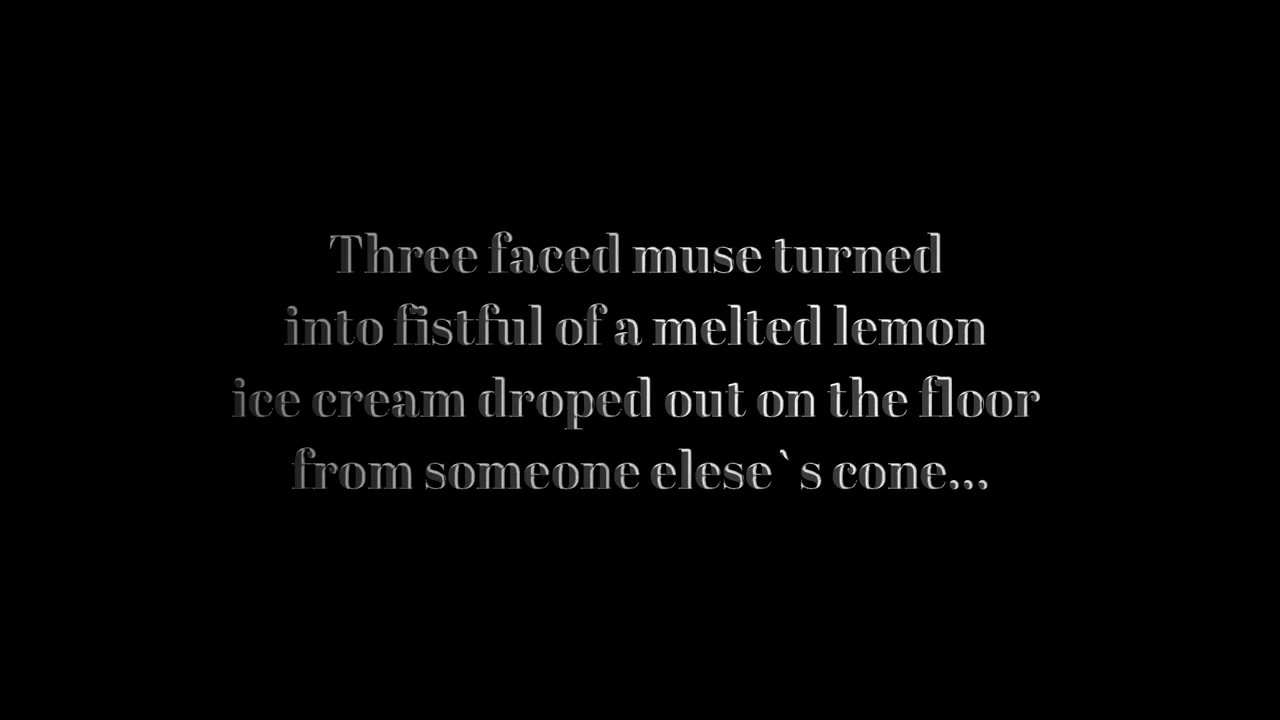 Three faced muse turned
into fistful of a melted lemon
ice cream droped out on the floor
from someone elese`s cone...